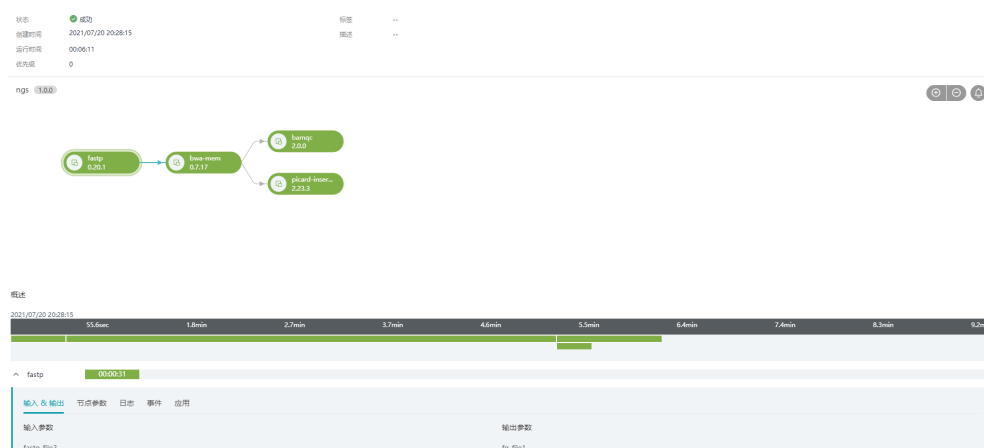 状态 成功 标签 --
创建时间 2021/07/20 20:28:15 描述 --
运行时间 00:06:11
优先级 0
ngs 1.0.0
bamqc
2.0.0
fastp
0.20.1
bwa-mem
0.7.17
picard-inser...
2.23.3
概述
2021/07/20 20:28:15
55.6sec 1.8min 2.7min 3.7min 4.6min 5.5min 6.4min 7.4min 8.3min 9.2m
fastp 00:00:31
输入 & 输出 节点参数 日志 事件 应用
输入参数 输出参数